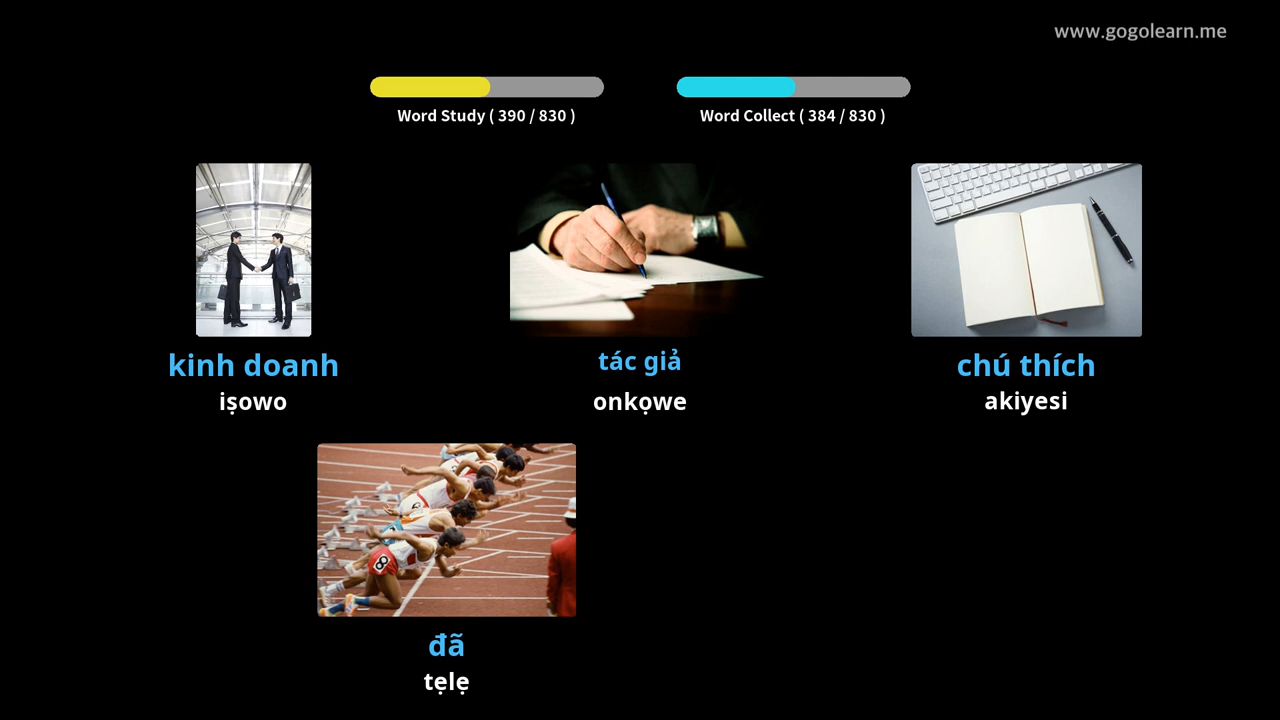 www.gogolearn.me
Word Study ( 390 / 830 )
Word Collect ( 384 / 830 )
kinh doanh
iṣowo
tác giả
onkọwe
chú thích
akiyesi
đã
tẹlẹ